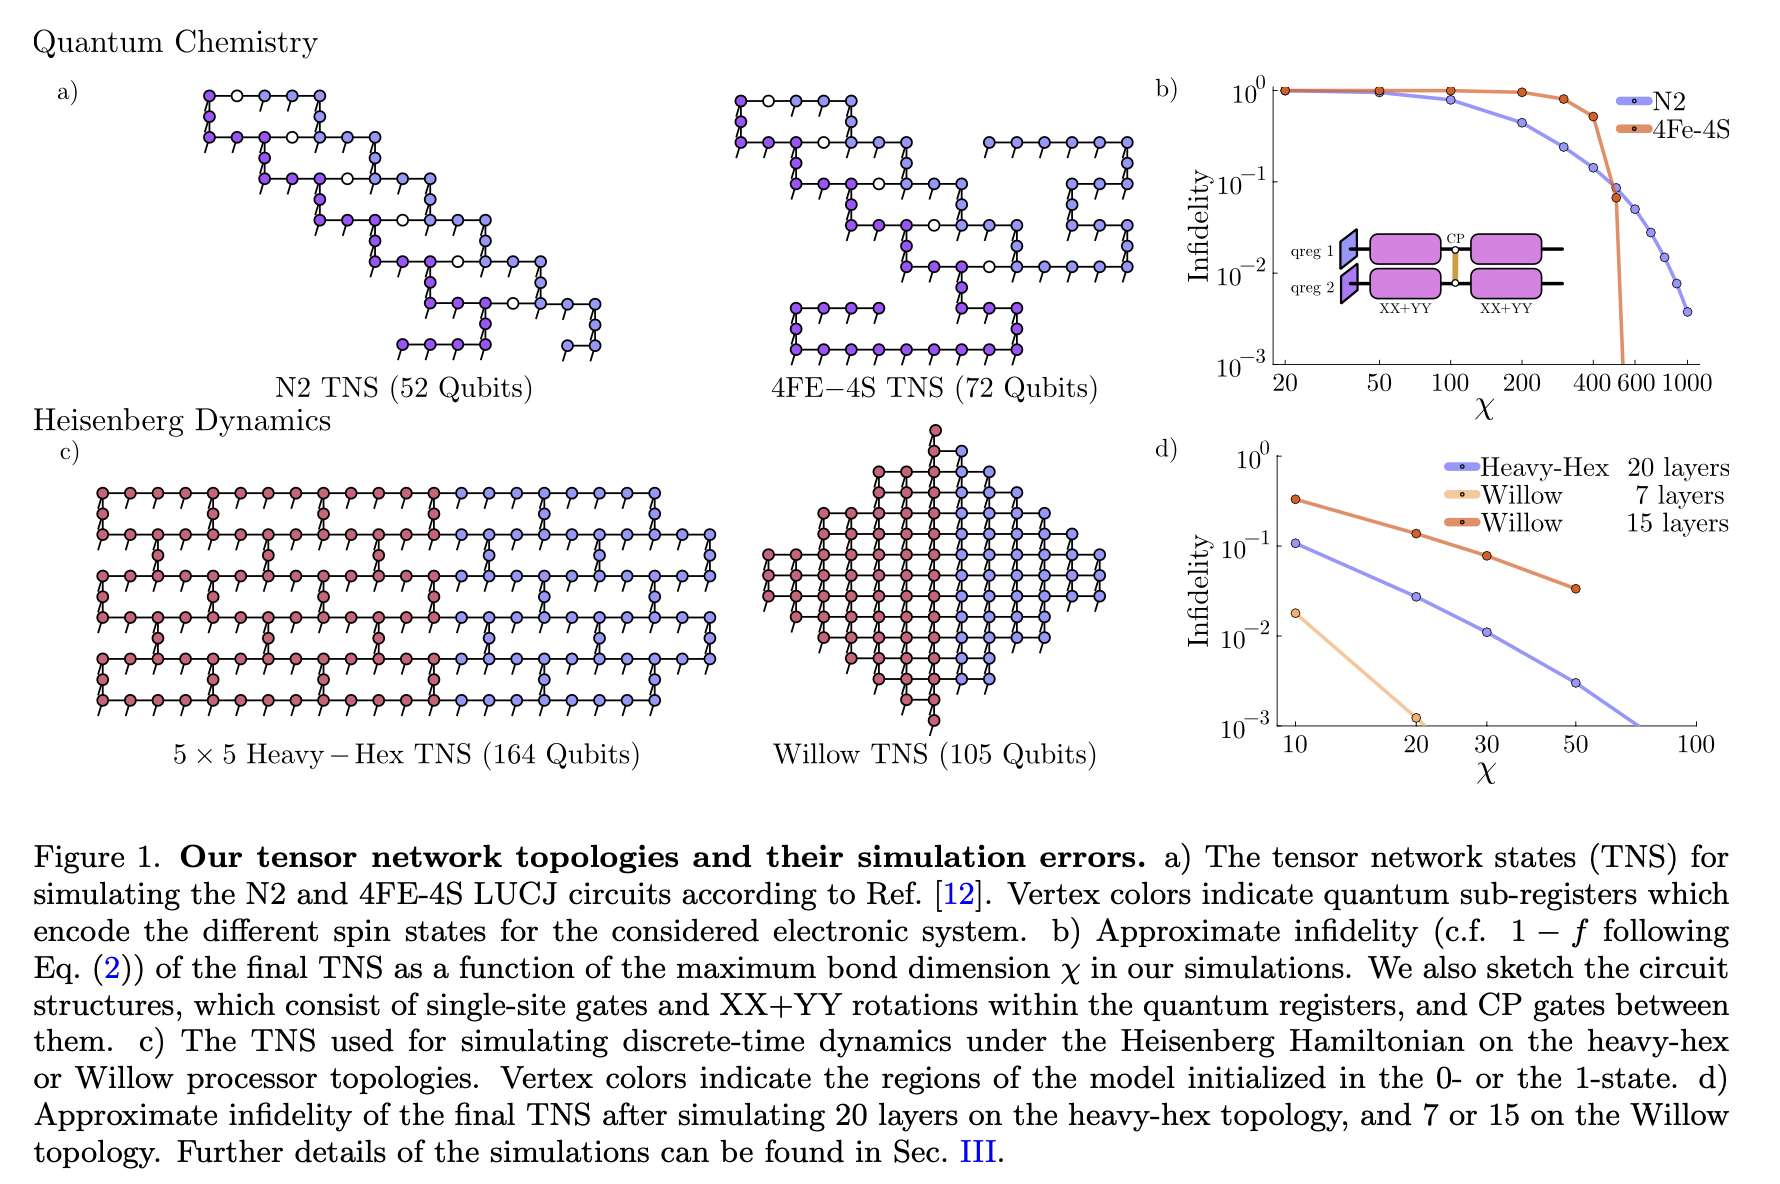 Quantum Chemistry
a)
N2 TNS (52 Qubits)
4FE−4S TNS (72 Qubits)
b)
N2
4Fe-4S
Infidelity
10^0
10^−1
10^−2
10^−3
qreg 1
qreg 2
CP
XX+YY
XX+YY
20 50 100 200 400 600 1000
χ
Heisenberg Dynamics
c)
5 × 5 Heavy − Hex TNS (164 Qubits)
Willow TNS (105 Qubits)
d)
Heavy-Hex 20 layers
Willow 7 layers
Willow 15 layers
Infidelity
10^0
10^−1
10^−2
10^−3
10 20 30 50 100
χ
Figure 1. Our tensor network topologies and their simulation errors. a) The tensor network states (TNS) for
simulating the N2 and 4FE-4S LUCJ circuits according to Ref. [12]. Vertex colors indicate quantum sub-registers which
encode the different spin states for the considered electronic system. b) Approximate infidelity (c.f. 1 − f following
Eq. (2)) of the final TNS as a function of the maximum bond dimension χ in our simulations. We also sketch the circuit
structures, which consist of single-site gates and XX+YY rotations within the quantum registers, and CP gates between
them. c) The TNS used for simulating discrete-time dynamics under the Heisenberg Hamiltonian on the heavy-hex
or Willow processor topologies. Vertex colors indicate the regions of the model initialized in the 0- or the 1-state. d)
Approximate infidelity of the final TNS after simulating 20 layers on the heavy-hex topology, and 7 or 15 on the Willow
topology. Further details of the simulations can be found in Sec. III.